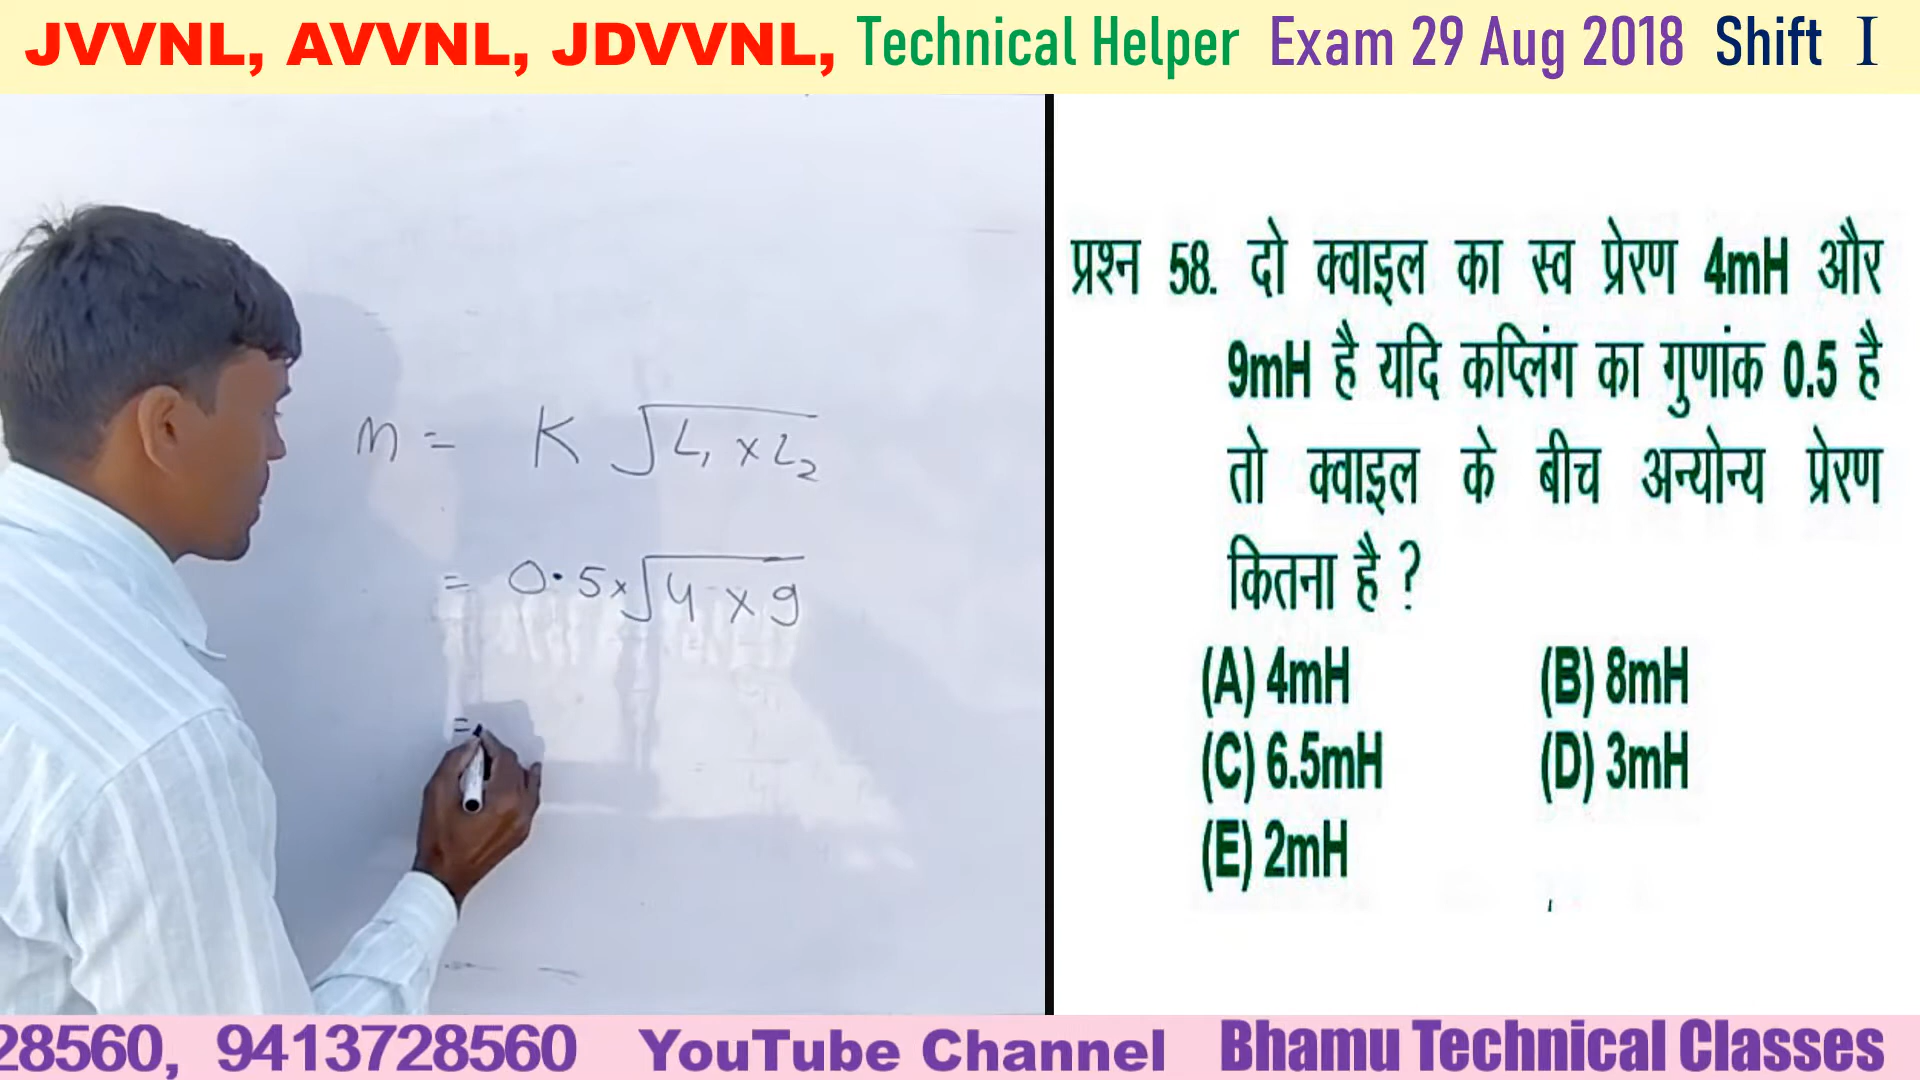 JVVNL, AVVNL, JDVVNL, Technical Helper Exam 29 Aug 2018 Shift I
m = K √L₁ × L₂
= 0.5×√4 × 9
=
प्रश्न 58. दो क्वाइल का स्व प्रेरण 4mH और
9mH है यदि कप्लिंग का गुणांक 0.5 है
तो क्वाइल के बीच अन्योन्य प्रेरण
कितना है ?
(A) 4mH (B) 8mH
(C) 6.5mH (D) 3mH
(E) 2mH
28560, 9413728560 YouTube Channel Bhamu Technical Classes